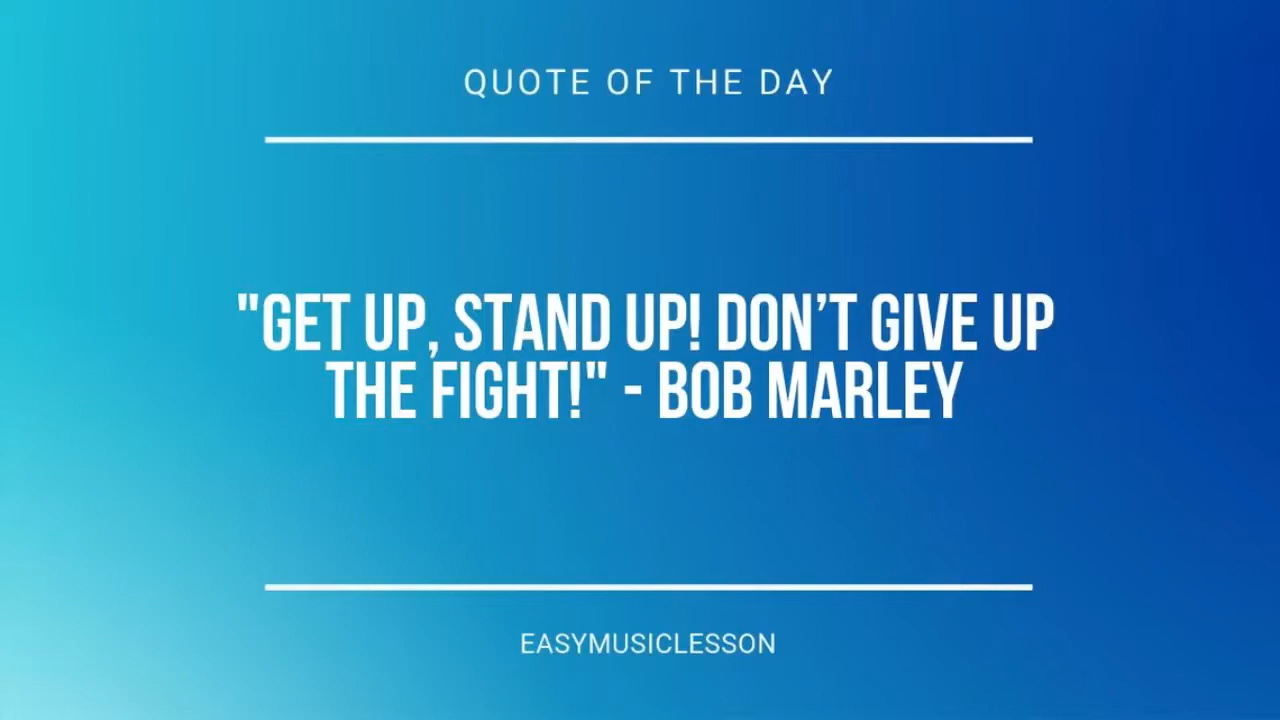 QUOTE OF THE DAY
"GET UP, STAND UP! DON’T GIVE UP
THE FIGHT!" - BOB MARLEY
EASYMUSICLESSON